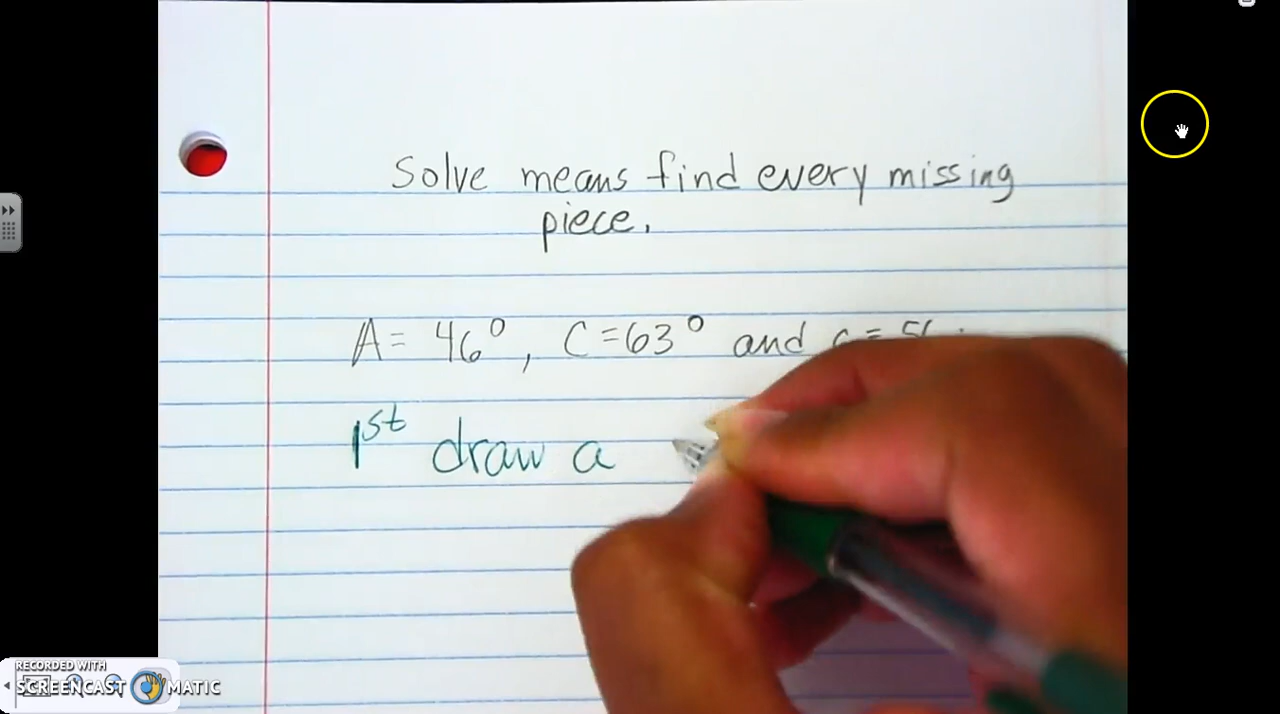 Solve means find every missing
piece.
A = 46°, C = 63° and
1st draw a
RECORDED WITH
SCREENCAST MATIC